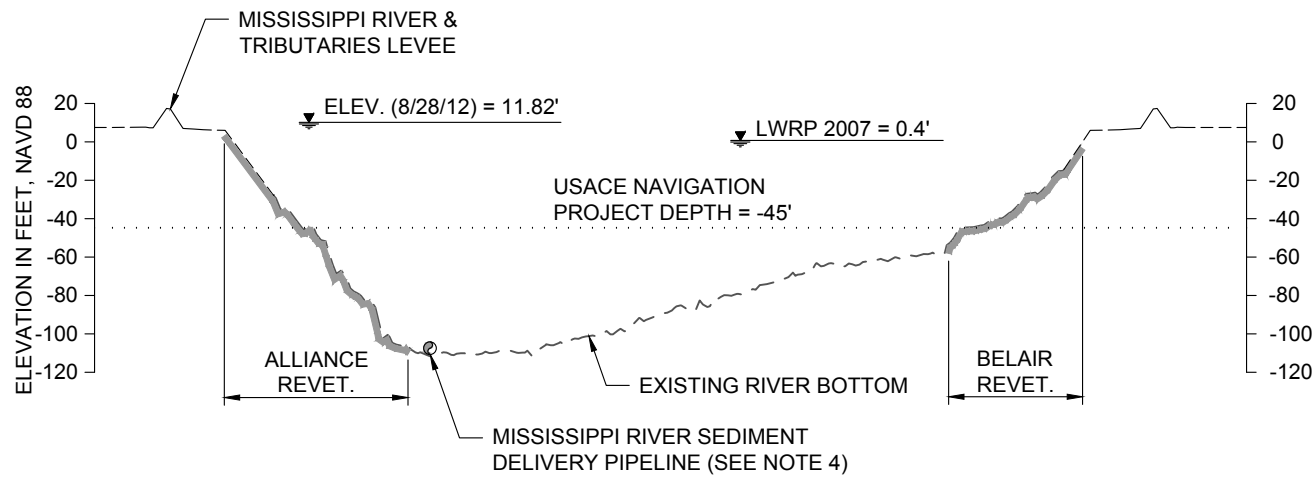 MISSISSIPPI RIVER &
TRIBUTARIES LEVEE
ELEVATION IN FEET, NAVD 88
20
0
-20
-40
-60
-80
-100
-120
ELEV. (8/28/12) = 11.82'
LWRP 2007 = 0.4'
USACE NAVIGATION
PROJECT DEPTH = -45'
20
0
-20
-40
-60
-80
-100
-120
ALLIANCE
REVET.
BELAIR
REVET.
EXISTING RIVER BOTTOM
MISSISSIPPI RIVER SEDIMENT
DELIVERY PIPELINE (SEE NOTE 4)